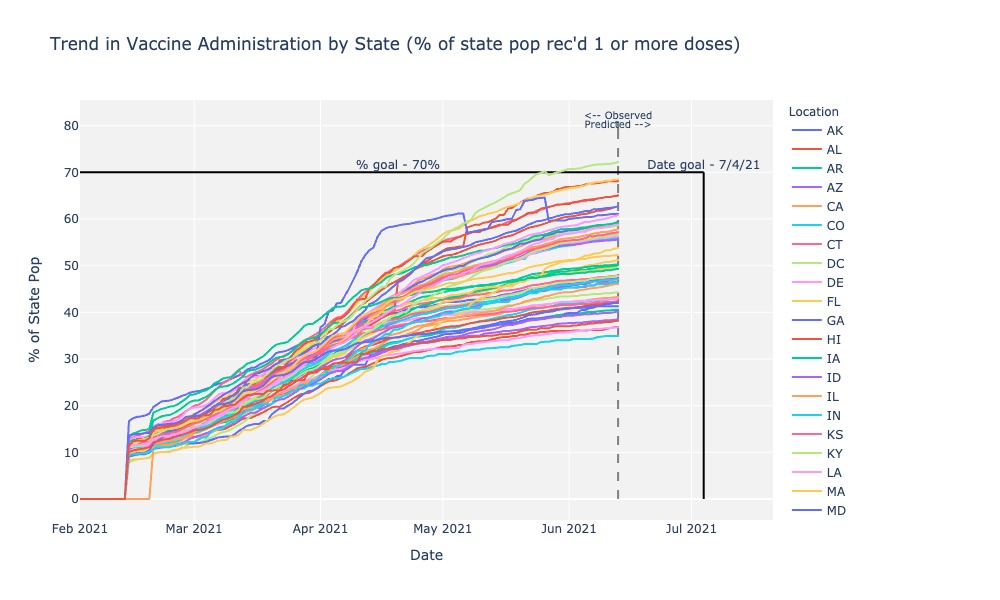 Trend in Vaccine Administration by State (% of state pop rec'd 1 or more doses)
<-- Observed
Predicted -->
% goal - 70%
Date goal - 7/4/21
80
70
60
50
40
30
20
10
0
% of State Pop
Feb 2021
Mar 2021
Apr 2021
May 2021
Jun 2021
Jul 2021
Date
Location
AK
AL
AR
AZ
CA
CO
CT
DC
DE
FL
GA
HI
IA
ID
IL
IN
KS
KY
LA
MA
MD